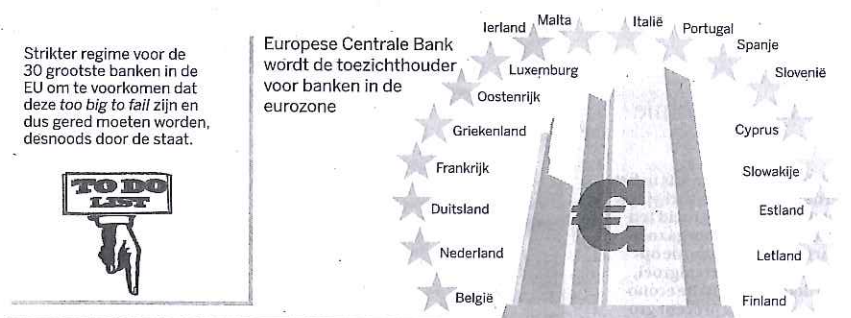 Strikter regime voor de
30 grootste banken in de
EU om te voorkomen dat
deze too big to fail zijn en
dus gered moeten worden,
desnoods door de staat.
TO DO
LIST
Europese Centrale Bank
wordt de toezichthouder
voor banken in de
eurozone
België
Nederland
Duitsland
Frankrijk
Griekenland
Oostenrijk
Luxemburg
Ierland
Malta
Italië
Portugal
Spanje
Slovenië
Cyprus
Slowakije
Estland
Letland
Finland
€